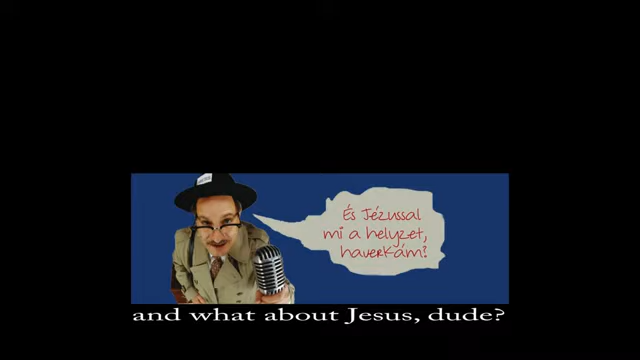 És Jézussal
mi a helyzet,
haverkám?
and what about Jesus, dude?